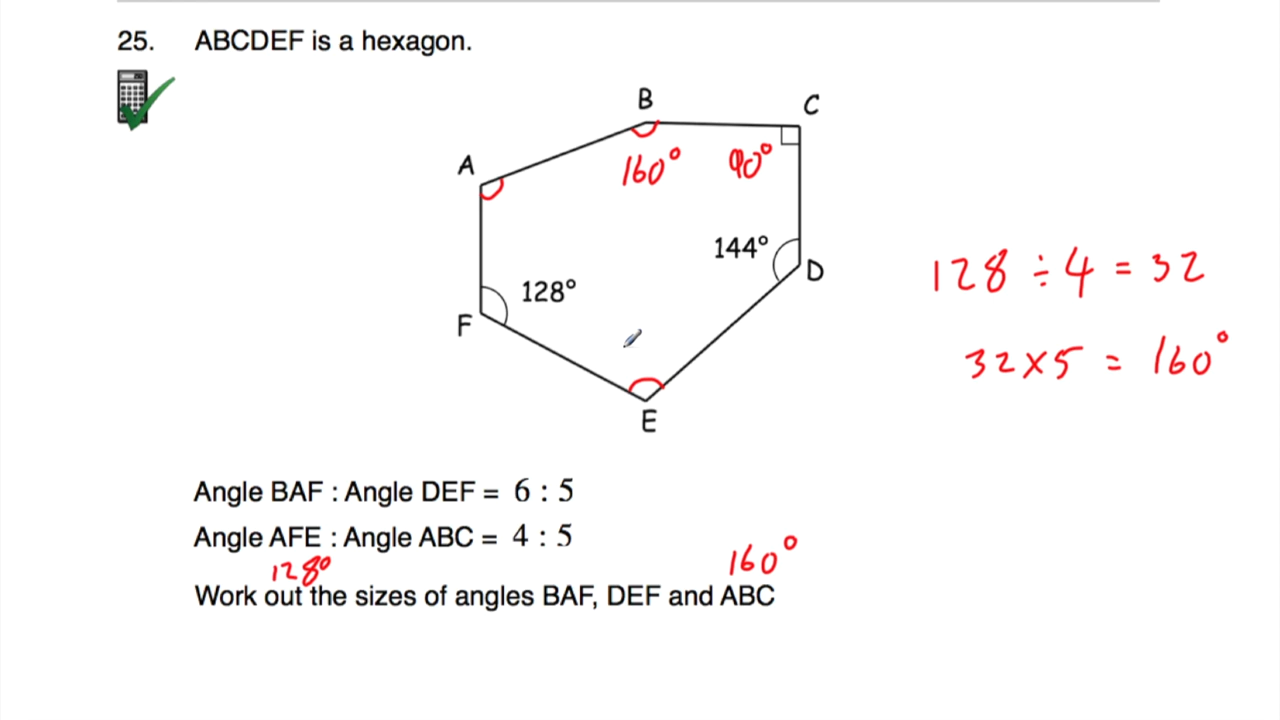 25. ABCDEF is a hexagon.
B
C
A
160° 90°
144°
D
128 ÷ 4 = 32
128°
F
32 x 5 = 160°
E
Angle BAF : Angle DEF = 6 : 5
Angle AFE : Angle ABC = 4 : 5
128° 160°
Work out the sizes of angles BAF, DEF and ABC